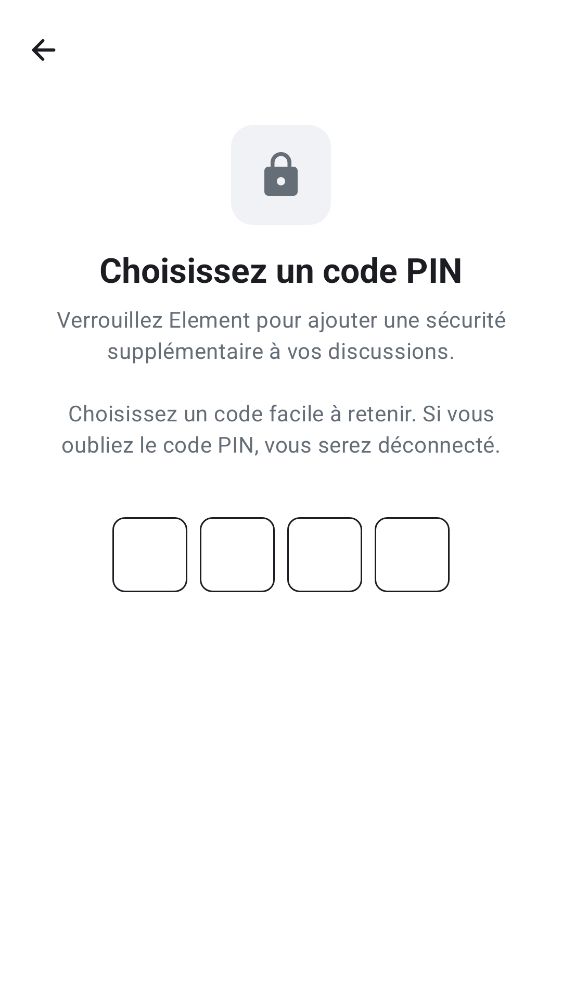 Choisissez un code PIN
Verrouillez Element pour ajouter une sécurité
supplémentaire à vos discussions.
Choisissez un code facile à retenir. Si vous
oubliez le code PIN, vous serez déconnecté.